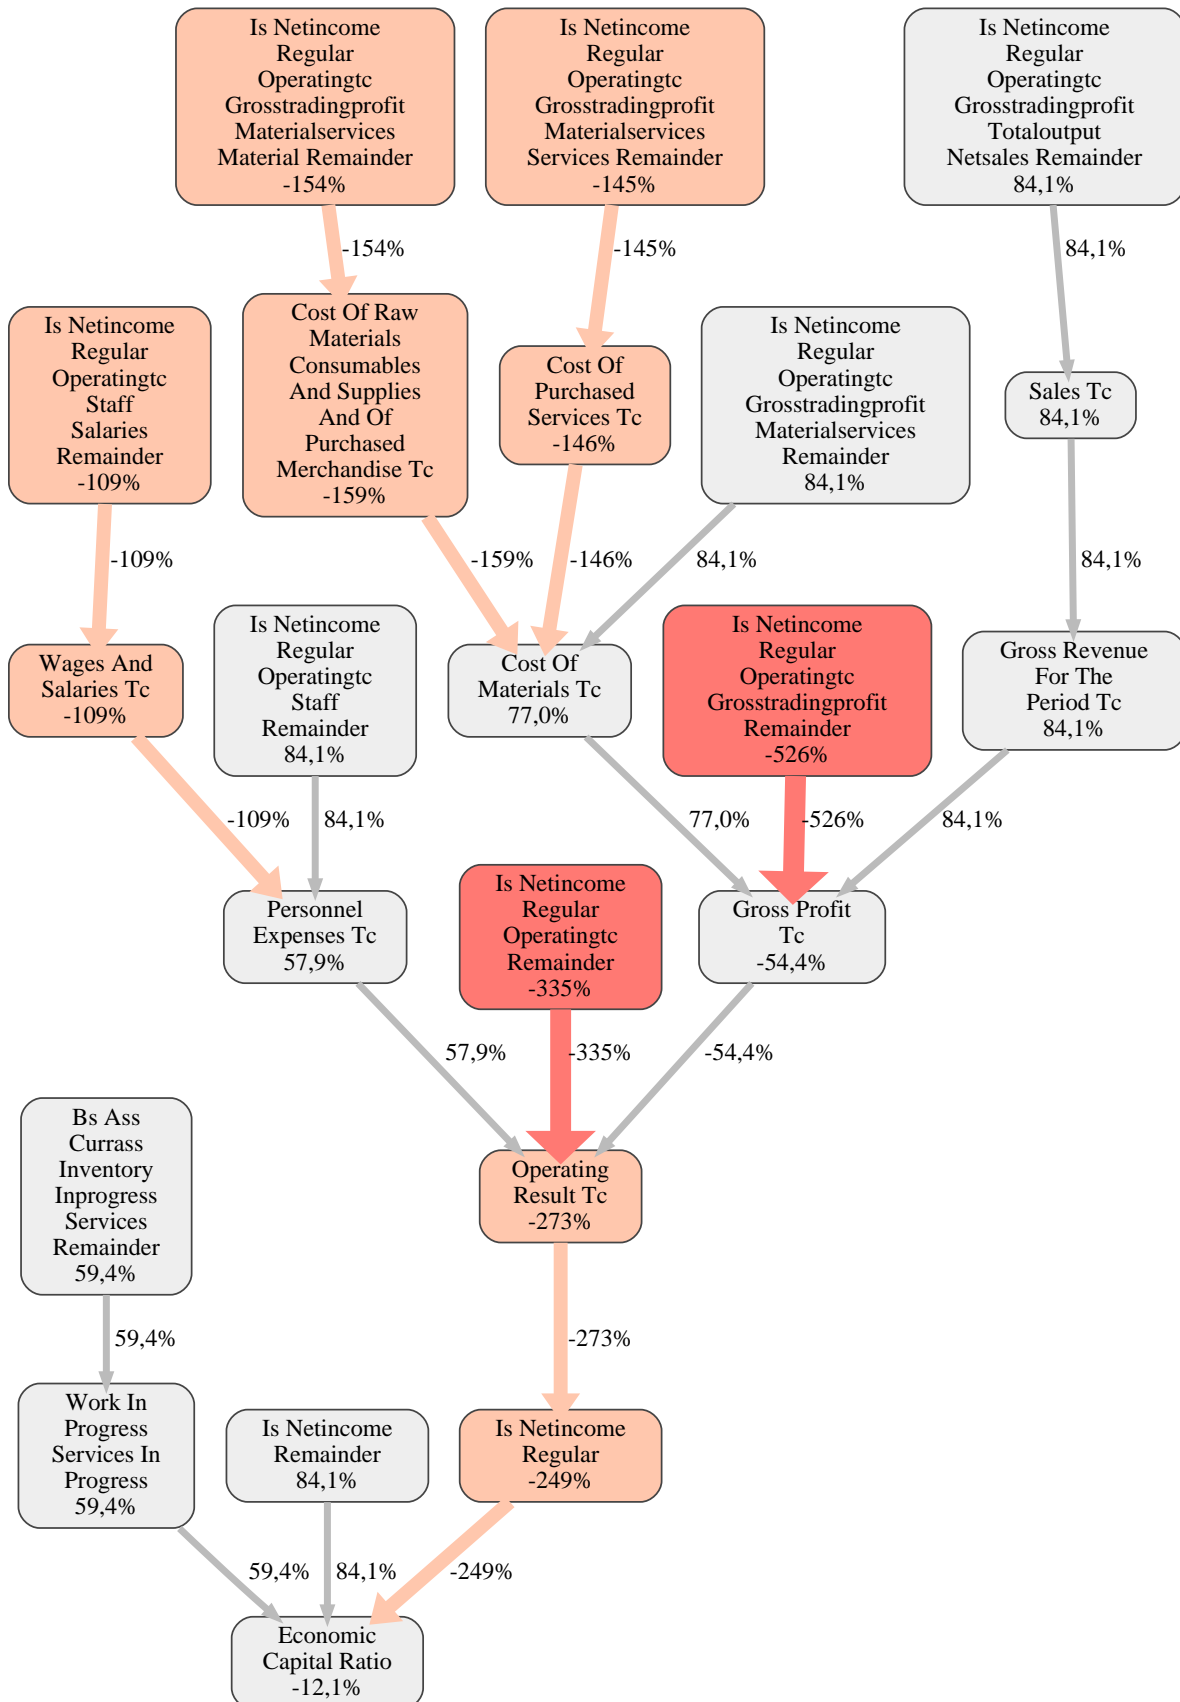 Is Netincome
Regular
Operatingtc
Grosstradingprofit
Materialservices
Material Remainder
-154%
Is Netincome
Regular
Operatingtc
Grosstradingprofit
Materialservices
Services Remainder
-145%
Is Netincome
Regular
Operatingtc
Grosstradingprofit
Totaloutput
Netsales Remainder
84,1%
-154%
-145%
84,1%
Is Netincome
Regular
Operatingtc
Staff
Salaries
Remainder
-109%
Cost Of Raw
Materials
Consumables
And Supplies
And Of
Purchased
Merchandise Tc
-159%
Cost Of
Purchased
Services Tc
-146%
Is Netincome
Regular
Operatingtc
Grosstradingprofit
Materialservices
Remainder
84,1%
Sales Tc
84,1%
-109%
-159%
-146%
84,1%
84,1%
Wages And
Salaries Tc
-109%
Is Netincome
Regular
Operatingtc
Staff
Remainder
84,1%
Cost Of
Materials Tc
77,0%
Is Netincome
Regular
Operatingtc
Grosstradingprofit
Remainder
-526%
Gross Revenue
For The
Period Tc
84,1%
-109%
84,1%
77,0%
-526%
84,1%
Personnel
Expenses Tc
57,9%
Is Netincome
Regular
Operatingtc
Remainder
-335%
Gross Profit
Tc
-54,4%
57,9%
-335%
-54,4%
Bs Ass
Currass
Inventory
Inprogress
Services
Remainder
59,4%
Operating
Result Tc
-273%
59,4%
-273%
Work In
Progress
Services In
Progress
59,4%
Is Netincome
Remainder
84,1%
Is Netincome
Regular
-249%
59,4%
84,1%
-249%
Economic
Capital Ratio
-12,1%